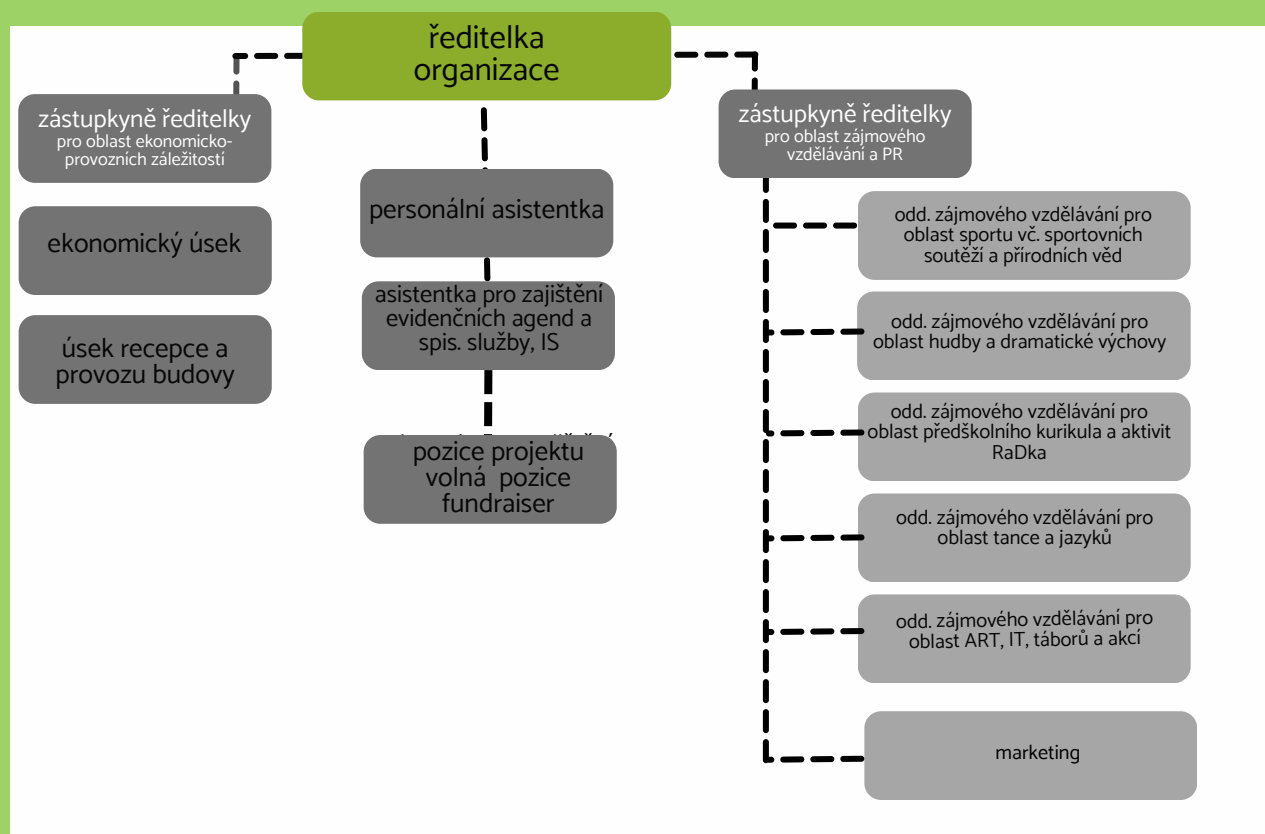 ředitelka
organizace
zástupkyně ředitelky
pro oblast ekonomicko-
provozních záležitostí
ekonomický úsek
úsek recepce a
provozu budovy
personální asistentka
asistentka pro zajištění
evidenčních agend a
spis. služby, IS
pozice projektu
volná pozice
fundraiser
zástupkyně ředitelky
pro oblast zájmového
vzdělávání a PR
odd. zájmového vzdělávání pro
oblast sportu vč. sportovních
soutěží a přírodních věd
odd. zájmového vzdělávání pro
oblast hudby a dramatické výchovy
odd. zájmového vzdělávání pro
oblast předškolního kurikula a aktivit
RaDka
odd. zájmového vzdělávání pro
oblast tance a jazyků
odd. zájmového vzdělávání pro
oblast ART, IT, táborů a akcí
marketing